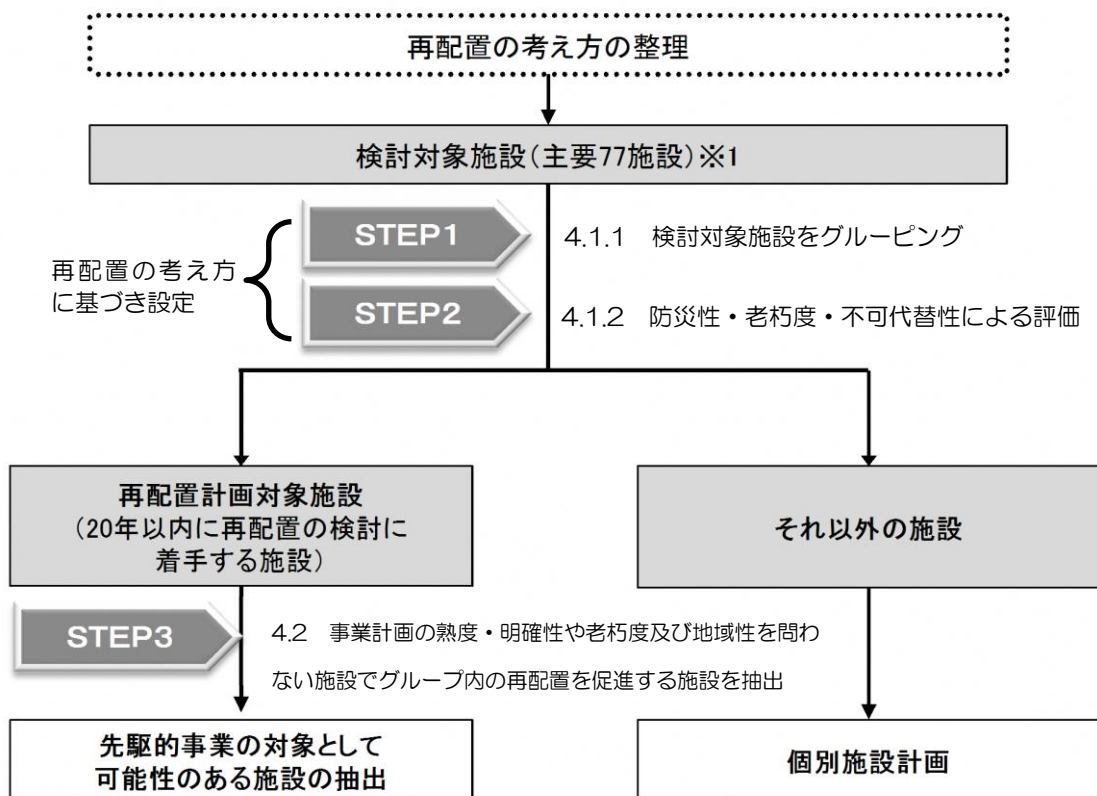 再配置の考え方の整理
検討対象施設(主要77施設)※1
STEP1
4.1.1 検討対象施設をグルーピング
再配置の考え方
に基づき設定
STEP2
4.1.2 防災性・老朽度・不可代替性による評価
再配置計画対象施設
(20年以内に再配置の検討に
着手する施設)
それ以外の施設
STEP3
4.2 事業計画の熟度・明確性や老朽度及び地域性を問わ
ない施設でグループ内の再配置を促進する施設を抽出
先駆的事業の対象として
可能性のある施設の抽出
個別施設計画